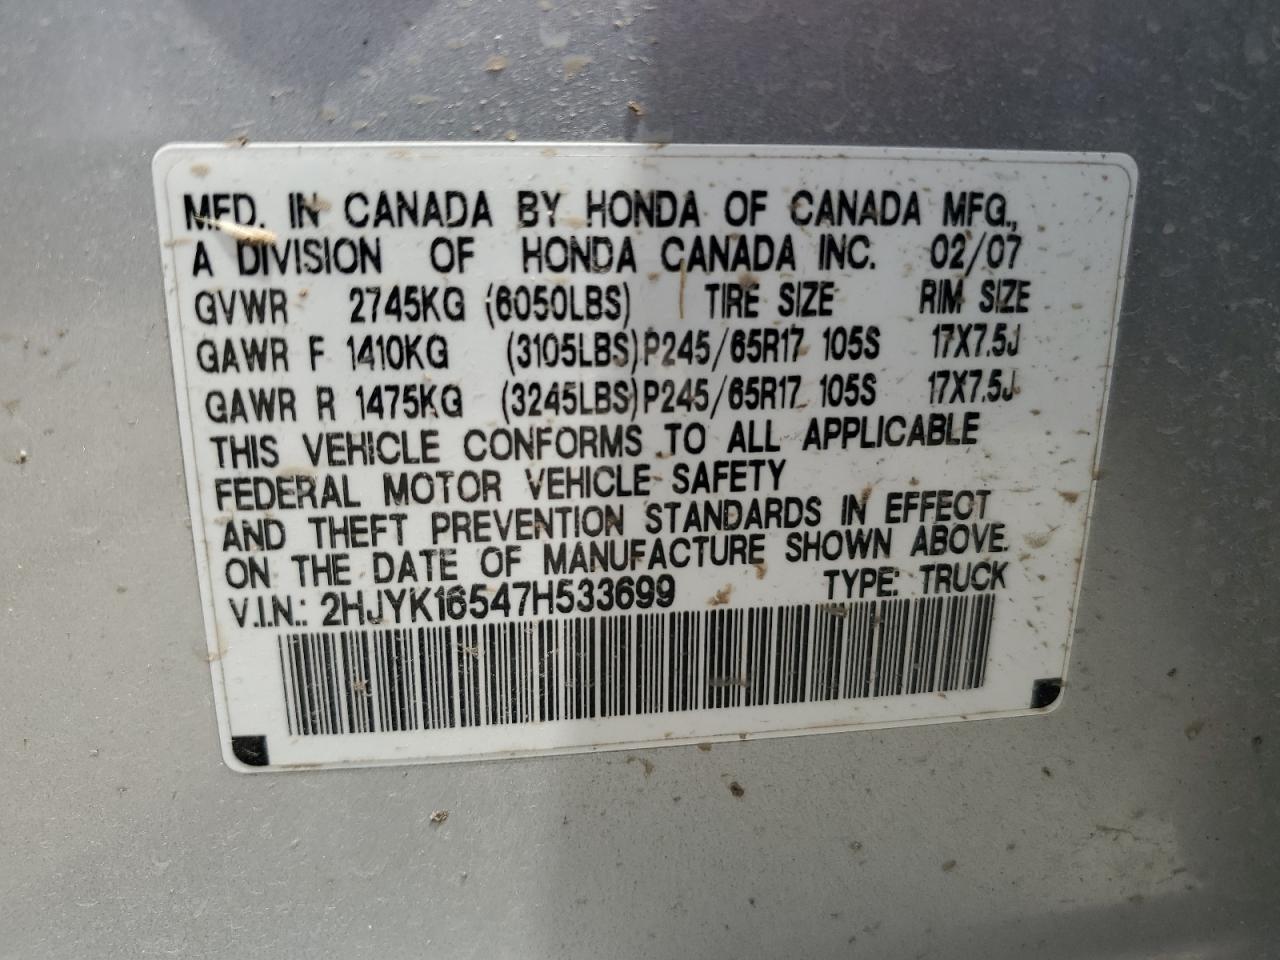 MFD. IN CANADA BY HONDA OF CANADA MFG.,
A DIVISION OF HONDA CANADA INC. 02/07
GVWR 2745KG (6050LBS) TIRE SIZE RIM SIZE
GAWR F 1410KG (3105LBS) P245/65R17 105S 17X7.5J
GAWR R 1475KG (3245LBS) P245/65R17 105S 17X7.5J
THIS VEHICLE CONFORMS TO ALL APPLICABLE
FEDERAL MOTOR VEHICLE SAFETY
AND THEFT PREVENTION STANDARDS IN EFFECT
ON THE DATE OF MANUFACTURE SHOWN ABOVE.
V.I.N.: 2HJYK16547H533699 TYPE: TRUCK